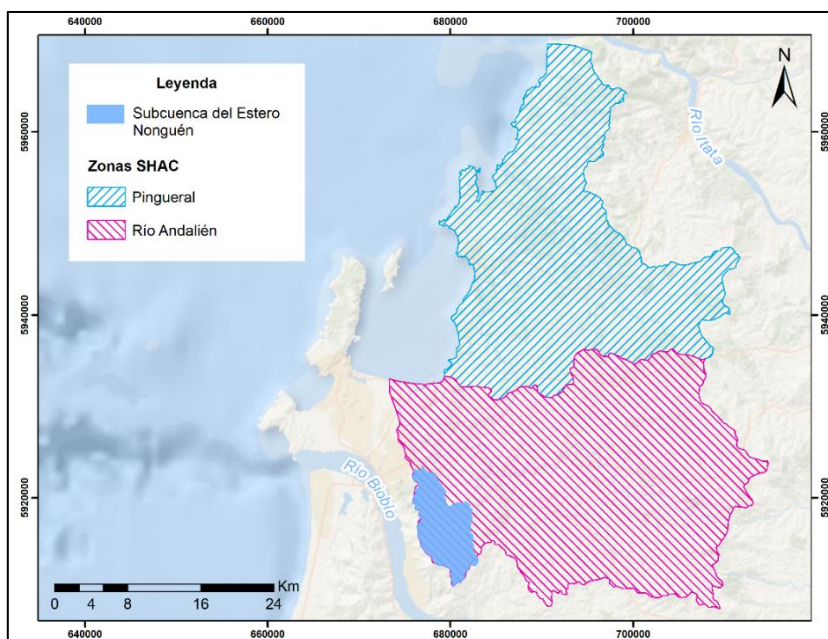 640000 660000 680000 700000
N
Leyenda
Subcuenca del Estero
Nonguén
Zonas SHAC
Pingueral
Río Andalién
Río Itata
5960000 5960000
5940000 5940000
5920000 5920000
Río Biobío
Km
0 4 8 16 24
640000 660000 680000 700000